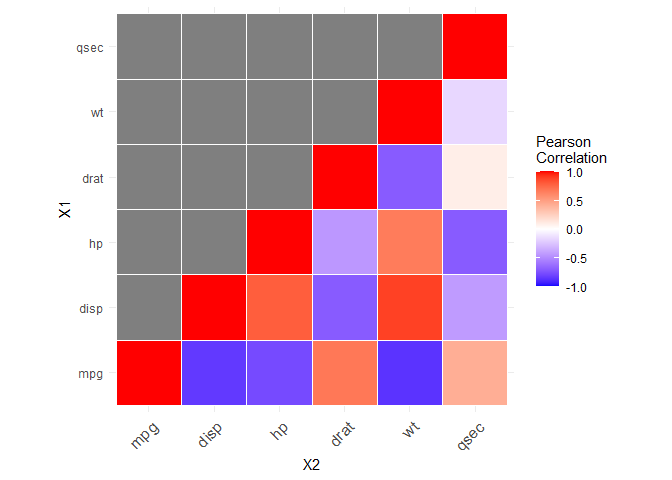 qsec
wt
drat
hp
disp
mpg
X1
mpg
disp
hp
drat
wt
qsec
X2
Pearson
Correlation
1.0
0.5
0.0
-0.5
-1.0